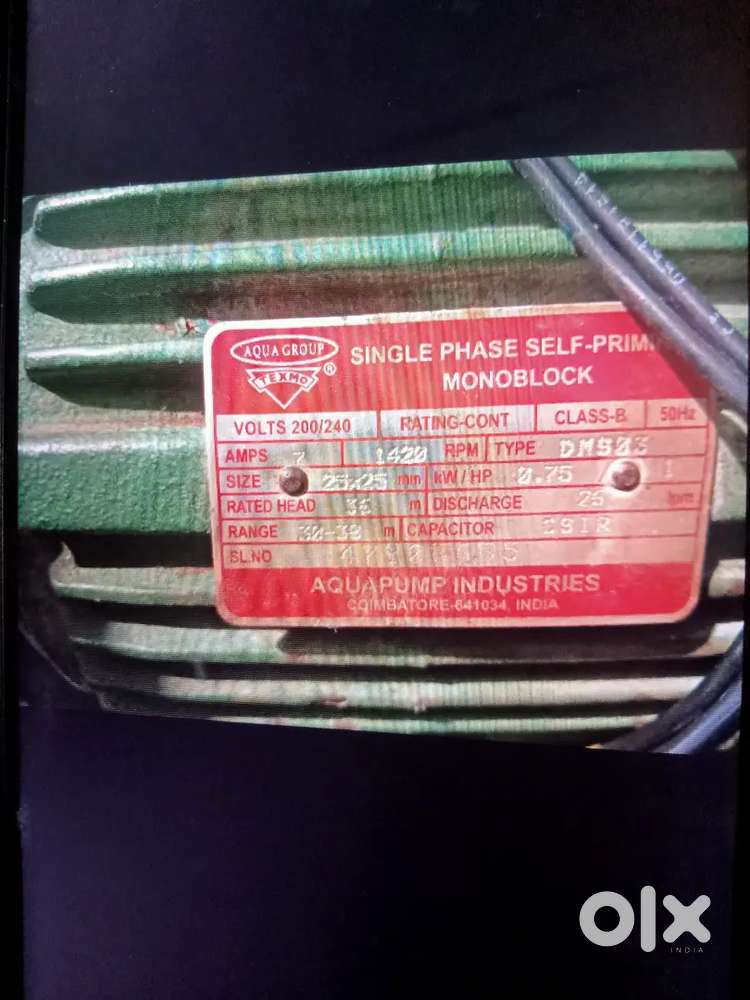 AQUA GROUP
TEXMO ®
SINGLE PHASE SELF-PRIMI
MONOBLOCK
VOLTS 200/240 RATING-CONT CLASS-B 50Hz
AMPS 7 1420 RPM TYPE
SIZE 25x25 mm kW / HP 0.75 1
RATED HEAD m DISCHARGE lpm
RANGE m CAPACITOR CSIR
SL.NO
AQUAPUMP INDUSTRIES
COIMBATORE-641034, INDIA
olx
INDIA